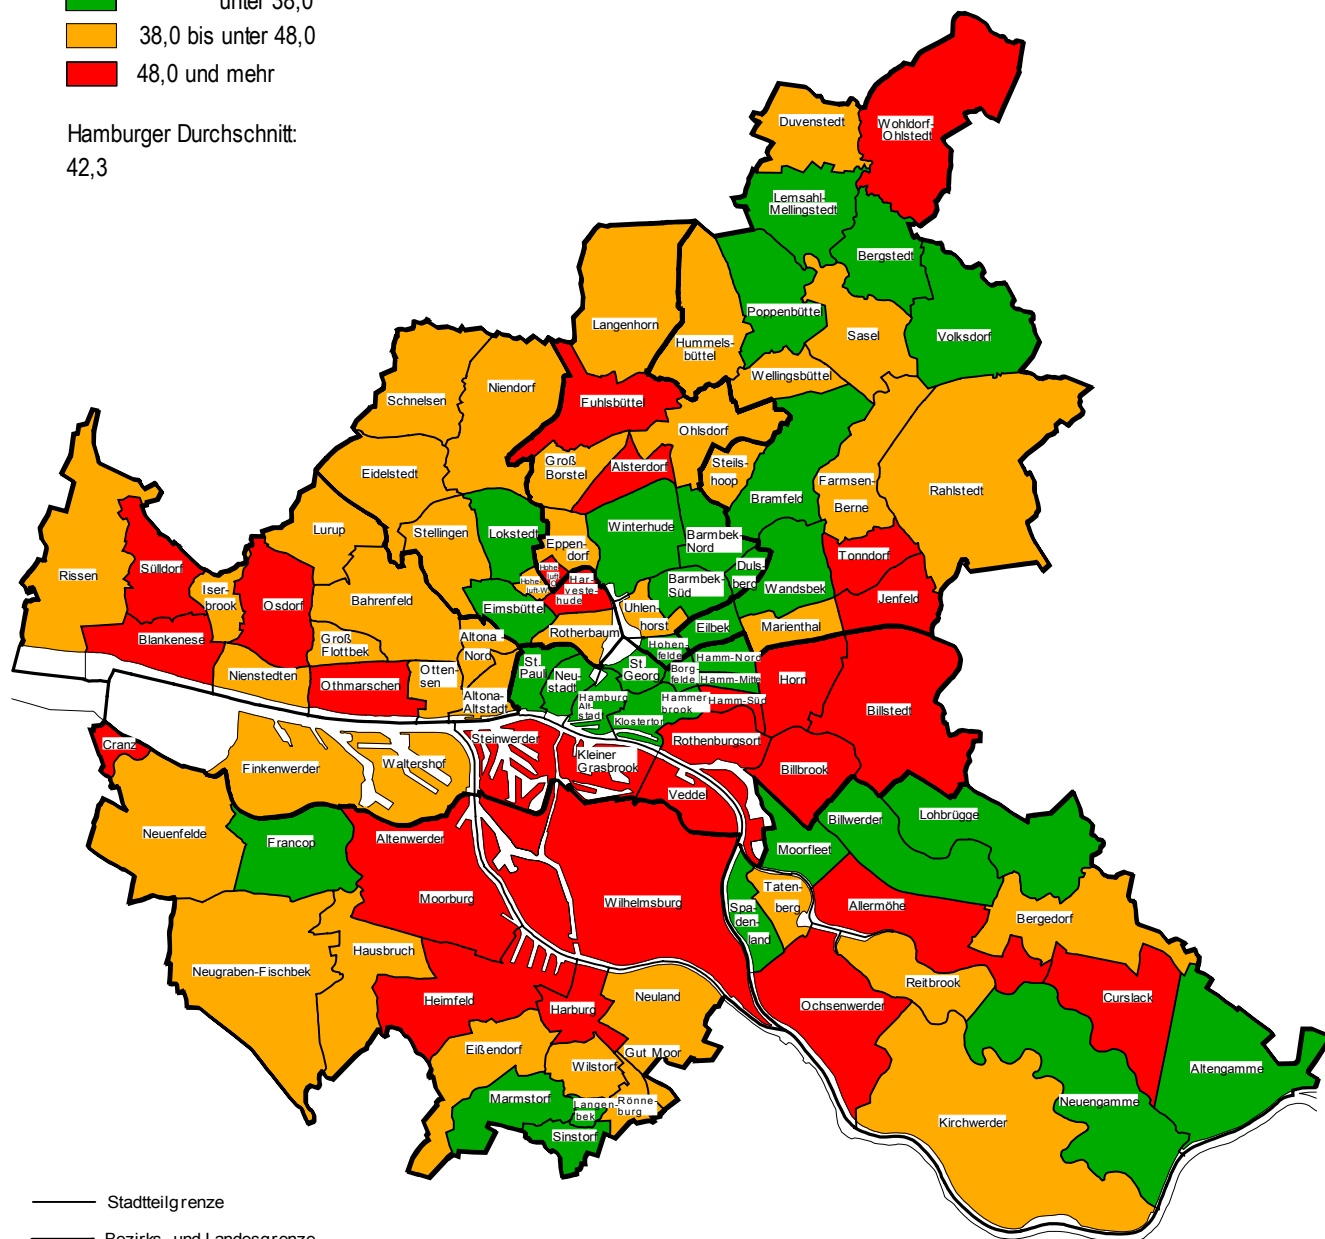 unter 38,0
38,0 bis unter 48,0
48,0 und mehr
Hamburger Durchschnitt:
42,3
Duvenstedt
Wohldorf-
Ohlstedt
Lemsahl-
Mellingstedt
Bergstedt
Poppenbüttel
Sasel
Volksdorf
Langenhorn
Hummels-
büttel
Wellingsbüttel
Niendorf
Schnelsen
Fuhlsbüttel
Ohlsdorf
Groß
Borstel
Alsterdorf
Steils-
hoop
Eidelstedt
Bramfeld
Farmsen-
Berne
Rahlstedt
Lurup
Stellingen
Lokstedt
Winterhude
Barmbek-
Nord
Eppen-
dorf
Tonndorf
Rissen
Sülldorf
Iser-
brook
Osdorf
Bahrenfeld
Hohe-
luft-W.
Hohe
luft-
Har-
veste-
hude
Barmbek-
Süd
Duls-
berg
Wandsbek
Jenfeld
Eimsbüttel
Uhlen-
horst
Eilbek
Marienthal
Blankenese
Groß
Flottbek
Altona -
Nord
Rotherbaum
Hohen-
felde
Hamm-Nord
Nienstedten
Othmarschen
Otten-
sen
St.
Pauli
Neu-
stadt
St.
Georg
Borg-
felde
Hamm-Mitte
Horn
Altona-
Altstadt
Hamburg
Alt-
stadt
Hammer
brook
Hamm-Süd
Billstedt
Klostertor
Cranz
Steinwerder
Rothenburgsort
Finkenwerder
Waltershof
Kleiner
Grasbrook
Billbrook
Veddel
Neuenfelde
Francop
Altenwerder
Billwerder
Lohbrügge
Moorfleet
Moorburg
Wilhelmsburg
Taten-
berg
Spa-
den-
land
Allermöhe
Bergedorf
Hausbruch
Neugraben-Fischbek
Heimfeld
Harburg
Neuland
Ochsenwerder
Reitbrook
Curslack
Eißendorf
Gut Moor
Wilstorf
Altengamme
Marmstorf
Langen-
bek
Rönne-
burg
Neuengamme
Kirchwerder
Sinstorf
Stadtteilgrenze
Bezirks- und Landesgrenze